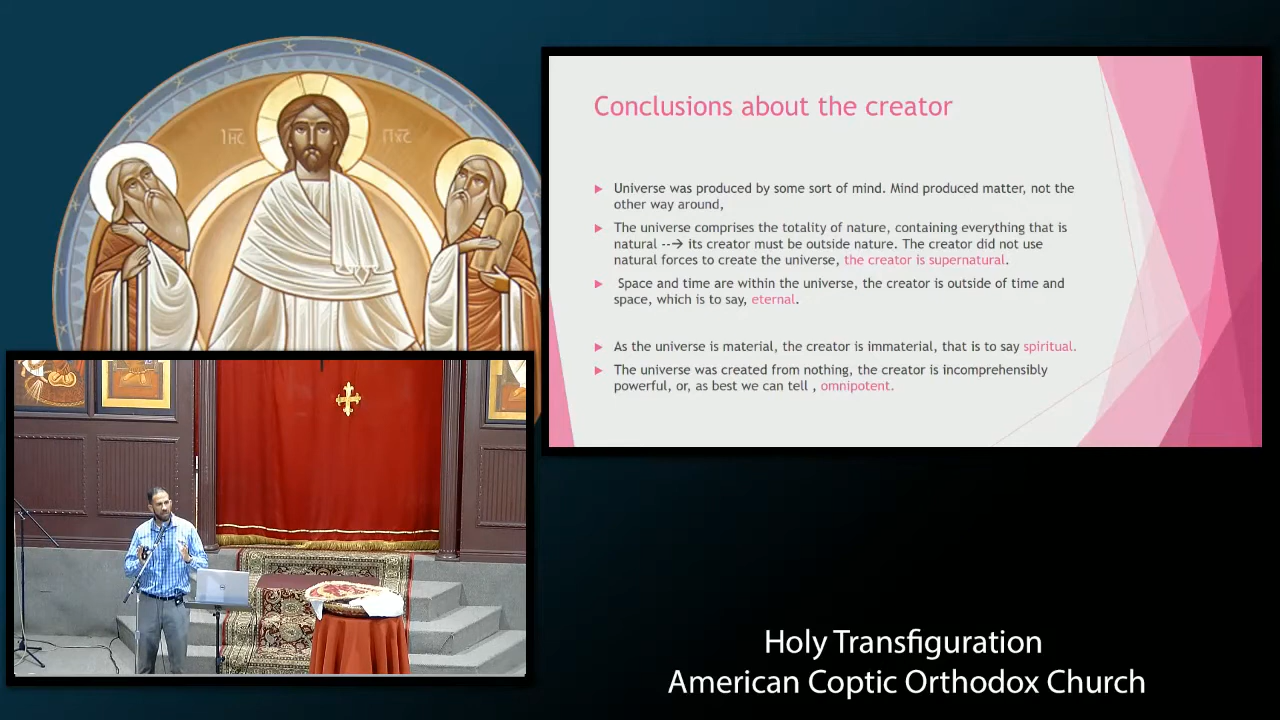 ΙΗC ΠΧC
Conclusions about the creator
Universe was produced by some sort of mind. Mind produced matter, not the
other way around,
The universe comprises the totality of nature, containing everything that is
natural --→ its creator must be outside nature. The creator did not use
natural forces to create the universe, the creator is supernatural.
Space and time are within the universe, the creator is outside of time and
space, which is to say, eternal.
As the universe is material, the creator is immaterial, that is to say spiritual.
The universe was created from nothing, the creator is incomprehensibly
powerful, or, as best we can tell , omnipotent.
Holy Transfiguration
American Coptic Orthodox Church